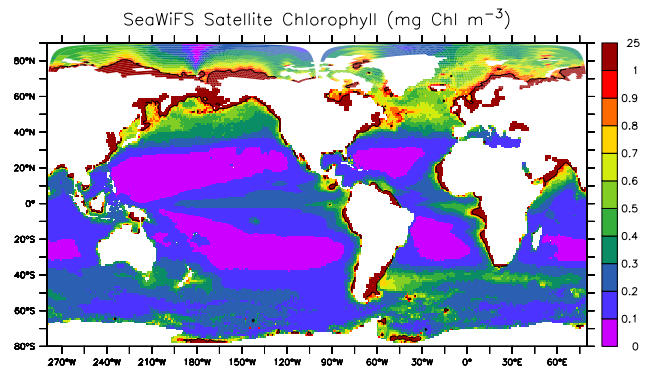 SeaWiFS Satellite Chlorophyll (mg Chl m⁻³)
80°N
60°N
40°N
20°N
0°
20°S
40°S
60°S
80°S
270°W 240°W 210°W 180°W 150°W 120°W 90°W 60°W 30°W 0° 30°E 60°E
25
1
0.9
0.8
0.7
0.6
0.5
0.4
0.3
0.2
0.1
0